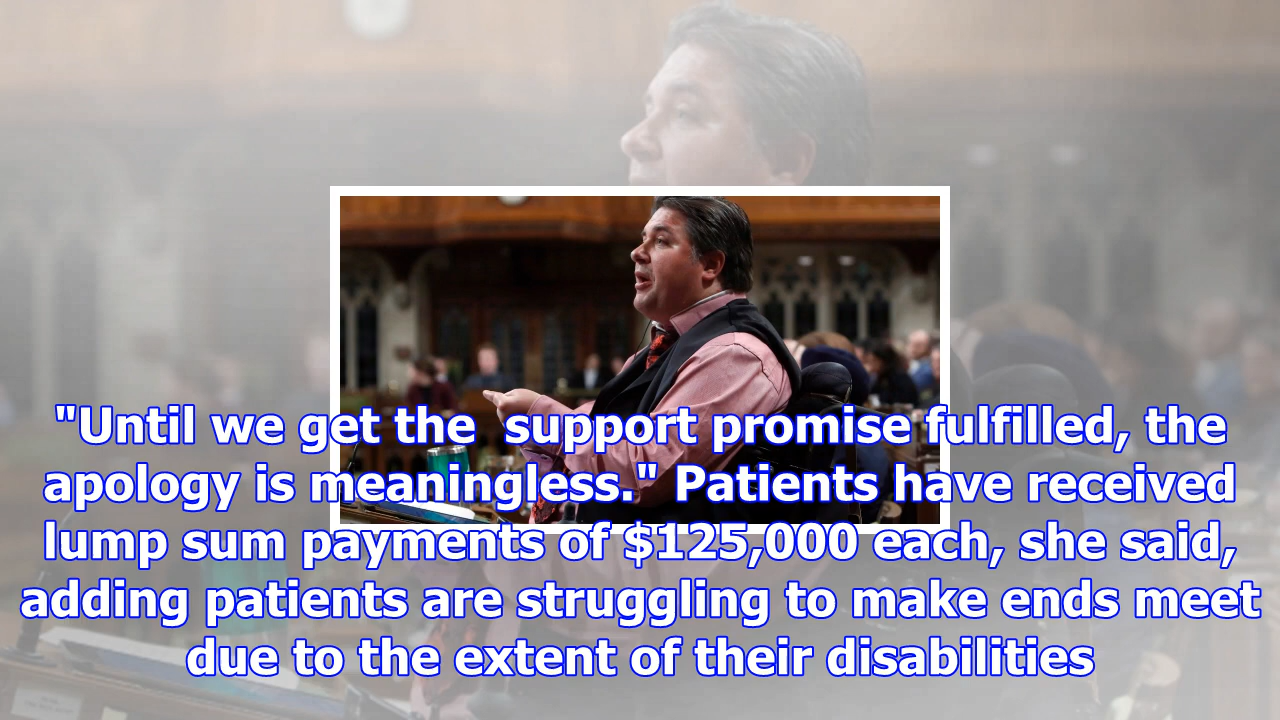 "Until we get the  support promise fulfilled, the
apology is meaningless." Patients have received
lump sum payments of $125,000 each, she said,
adding patients are struggling to make ends meet
due to the extent of their disabilities